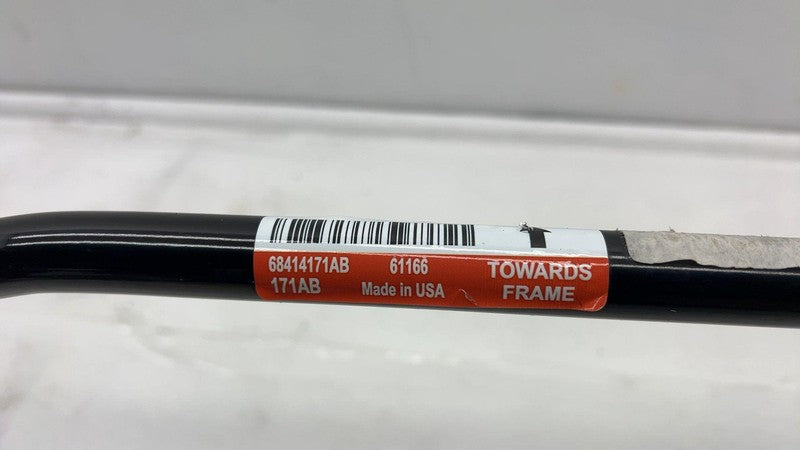 68414171AB 61166 TOWARDS
171AB Made in USA FRAME